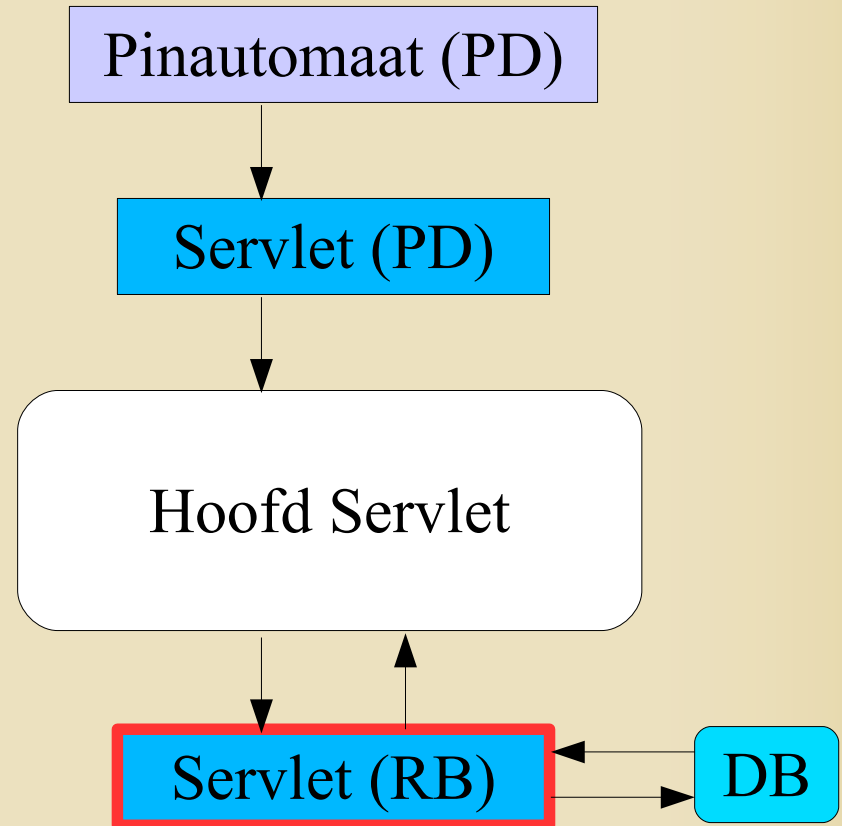 Pinautomaat (PD)
Servlet (PD)
Hoofd Servlet
Servlet (RB)
DB